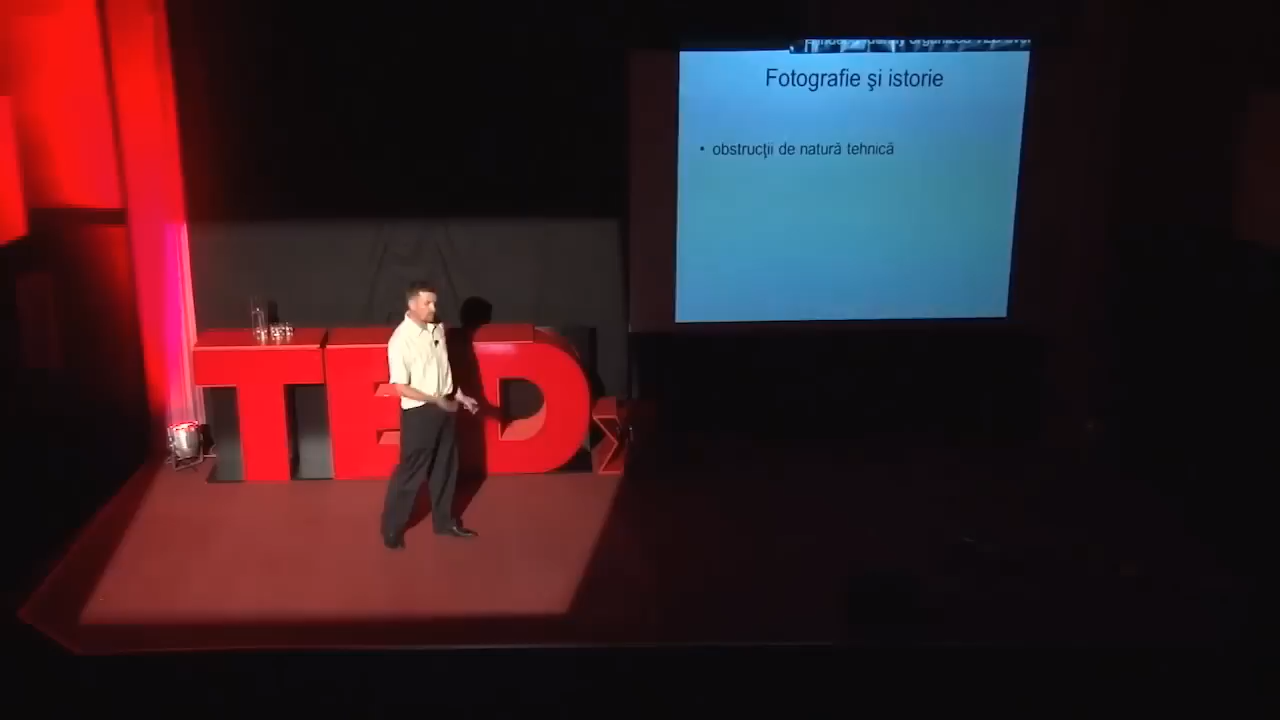 Fotografie şi istorie
• obstrucţii de natură tehnică
TEDx